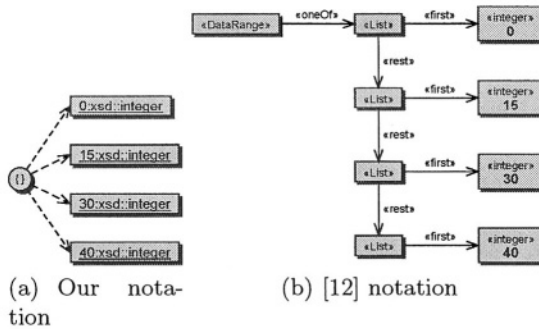 0:xsd::integer
15:xsd::integer
{}
30:xsd::integer
40:xsd::integer
(a) Our nota-
tion
«DataRange» «oneOf» «List» «first» «integer»
0
«rest»
«List» «first» «integer»
15
«rest»
«List» «first» «integer»
30
«rest»
«List» «first» «integer»
40
(b) [12] notation